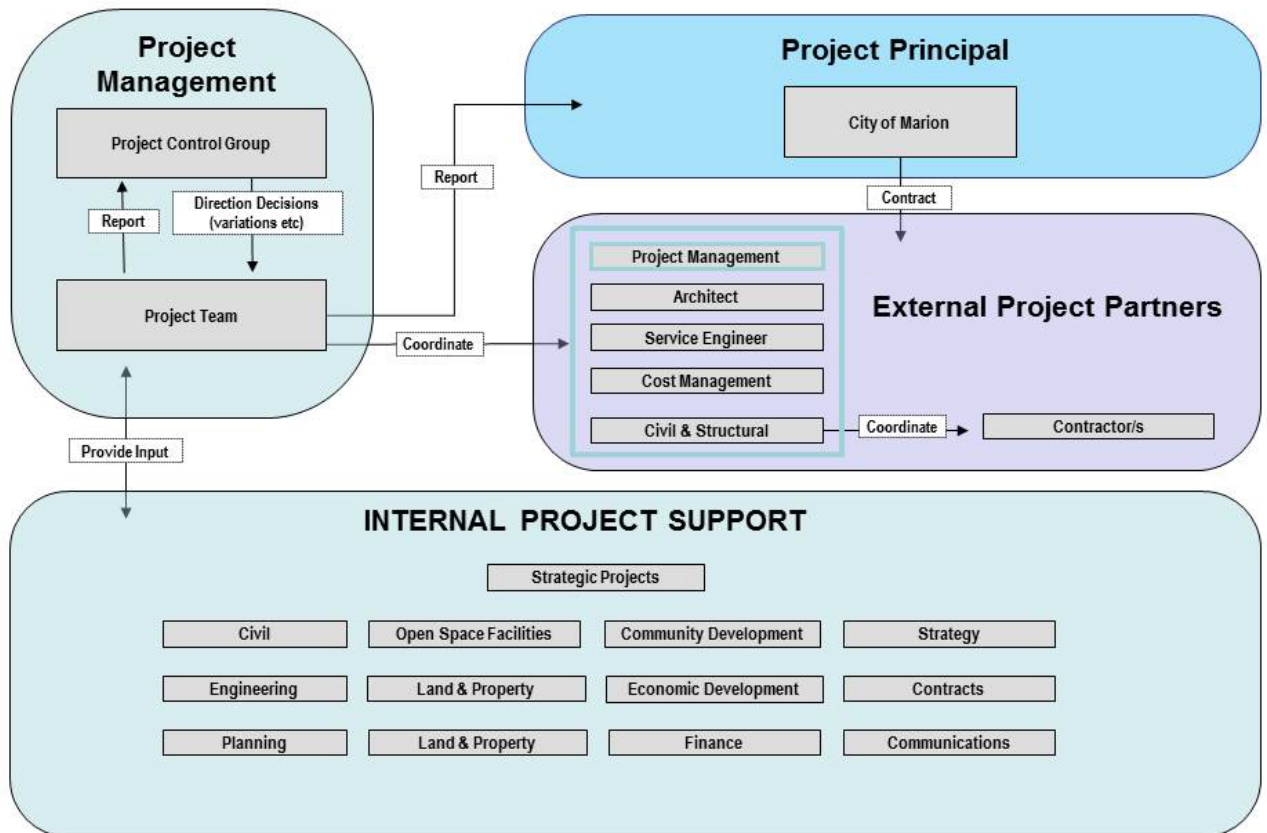 Project
Management
Project Control Group
Report
Direction Decisions
(variations etc)
Project Team
Provide Input
Report
Coordinate
Project Principal
City of Marion
Contract
External Project Partners
Project Management
Architect
Service Engineer
Cost Management
Civil & Structural
Coordinate
Contractor/s
INTERNAL PROJECT SUPPORT
Strategic Projects
Civil
Open Space Facilities
Community Development
Strategy
Engineering
Land & Property
Economic Development
Contracts
Planning
Land & Property
Finance
Communications